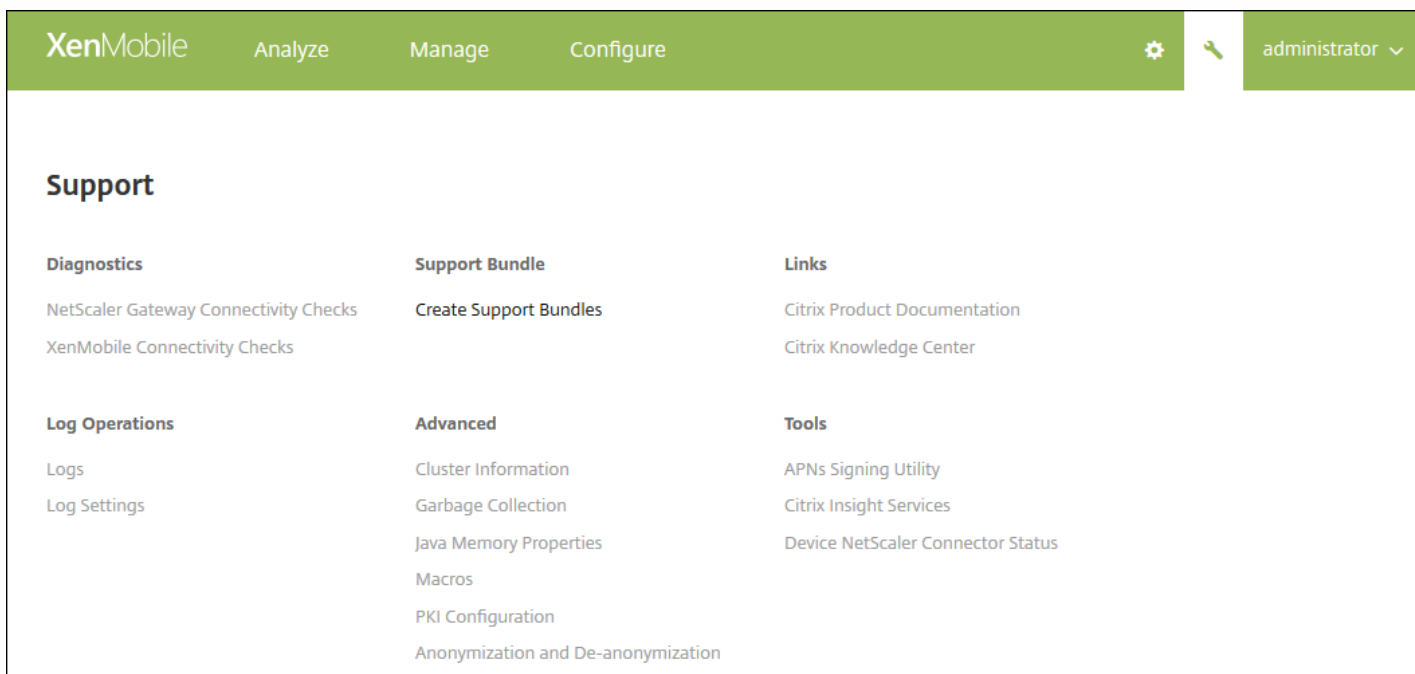 XenMobile Analyze Manage Configure administrator
Support
Diagnostics
NetScaler Gateway Connectivity Checks
XenMobile Connectivity Checks
Support Bundle
Create Support Bundles
Links
Citrix Product Documentation
Citrix Knowledge Center
Log Operations
Logs
Log Settings
Advanced
Cluster Information
Garbage Collection
Java Memory Properties
Macros
PKI Configuration
Anonymization and De-anonymization
Tools
APNs Signing Utility
Citrix Insight Services
Device NetScaler Connector Status